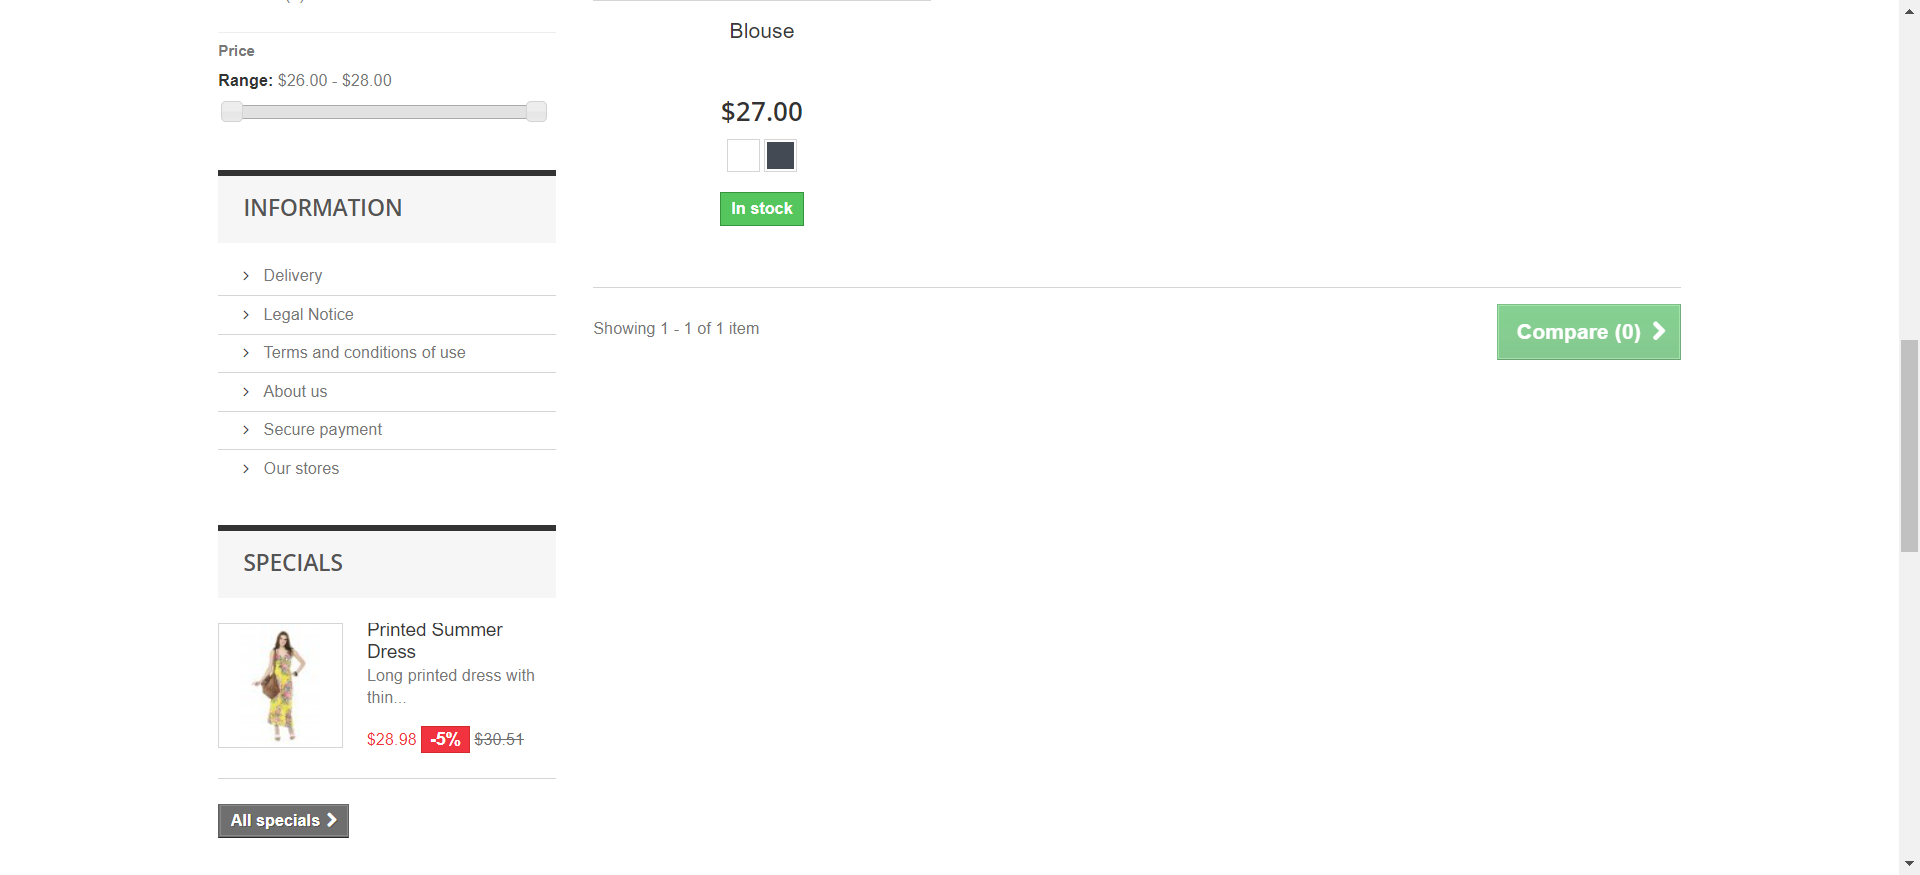 Price
Range: $26.00 - $28.00
INFORMATION
Delivery
Legal Notice
Terms and conditions of use
About us
Secure payment
Our stores
SPECIALS
Printed Summer
Dress
Long printed dress with
thin...
$28.98 -5% $30.51
All specials
Blouse
$27.00
In stock
Showing 1 - 1 of 1 item
Compare (0)